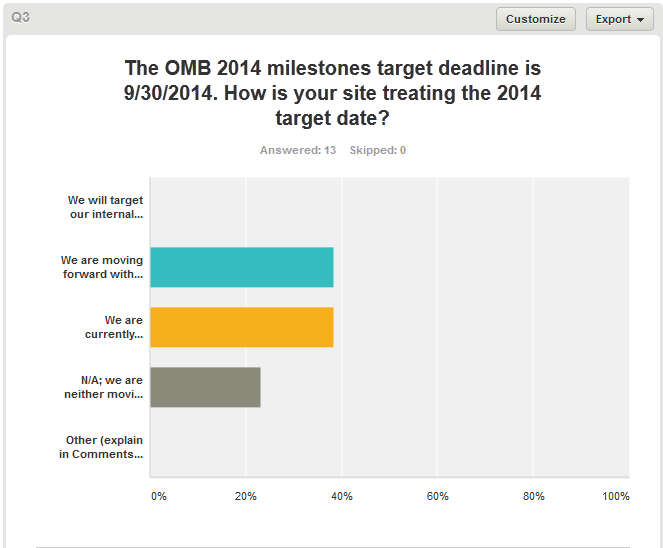 Q3
Customize
Export
The OMB 2014 milestones target deadline is
9/30/2014. How is your site treating the 2014
target date?
Answered: 13 Skipped: 0
We will target
our internal...
We are moving
forward with...
We are
currently...
N/A; we are
neither movi...
Other (explain
in Comments...
0% 20% 40% 60% 80% 100%